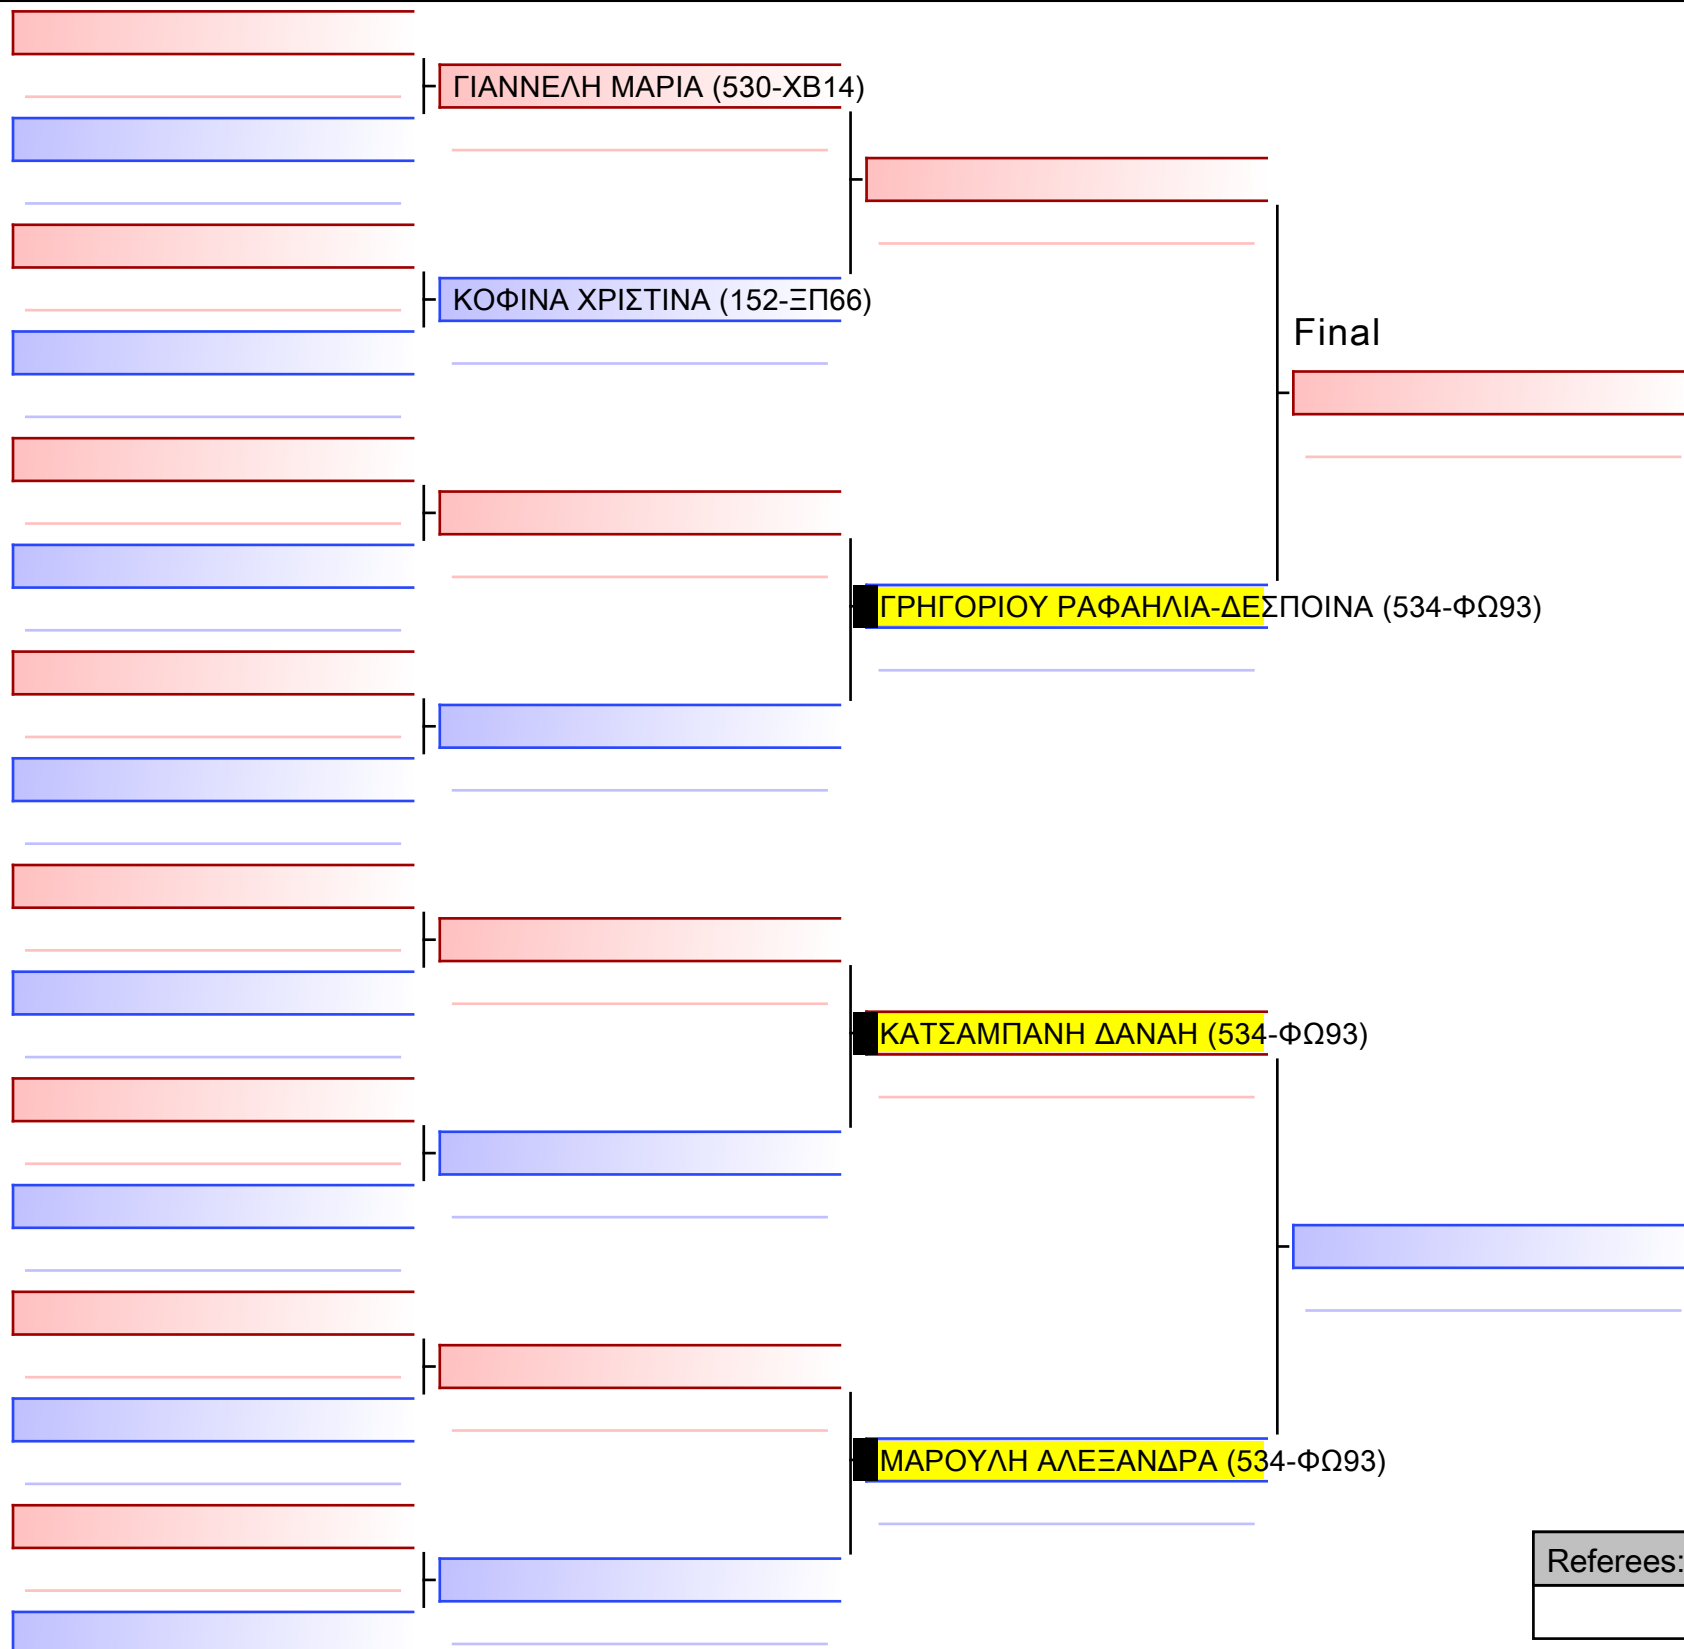 ΓΙΑΝΝΕΛΗ ΜΑΡΙΑ (530-ΧΒ14)
ΚΟΦΙΝΑ ΧΡΙΣΤΙΝΑ (152-ΞΠ66)
Final
ΓΡΗΓΟΡΙΟΥ ΡΑΦΑΗΛΙΑ-ΔΕΣΠΟΙΝΑ (534-ΦΩ93)
ΚΑΤΣΑΜΠΑΝΗ ΔΑΝΑΗ (534-ΦΩ93)
ΜΑΡΟΥΛΗ ΑΛΕΞΑΝΔΡΑ (534-ΦΩ93)
Referees: